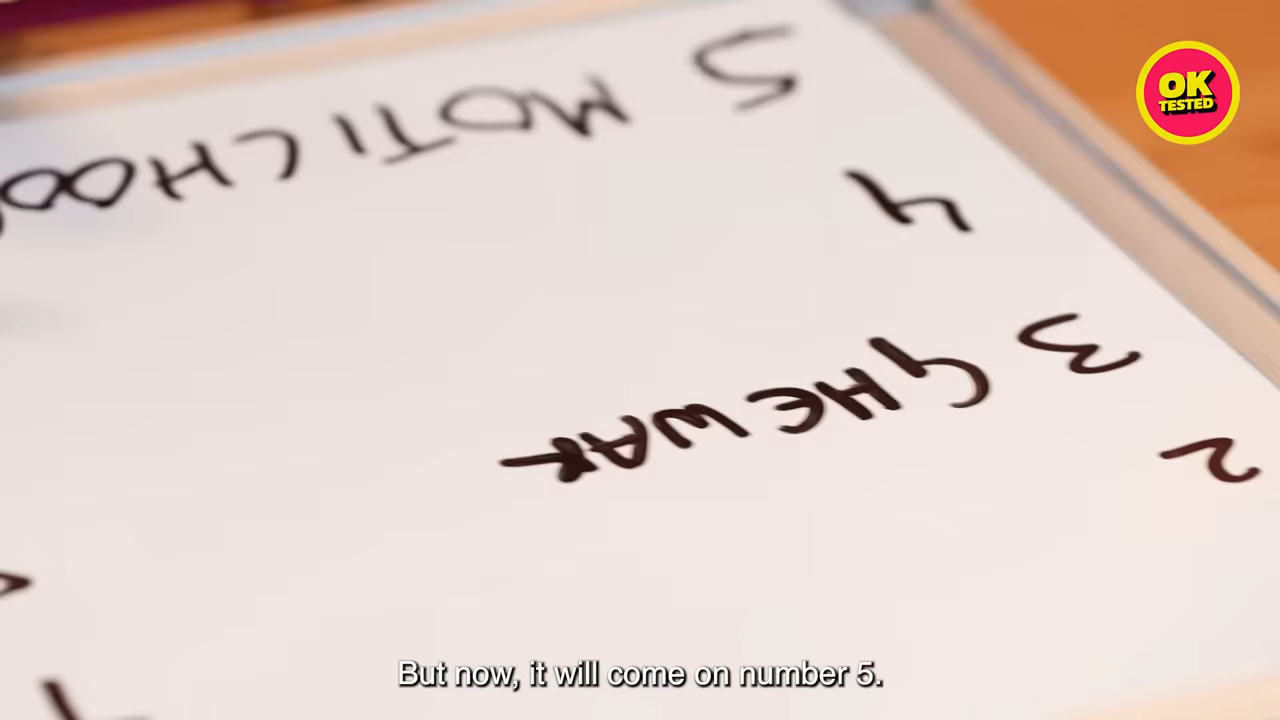 OK
TESTED
2
3 GHEWAR
4
5 MOTICHOO
But now, it will come on number 5.